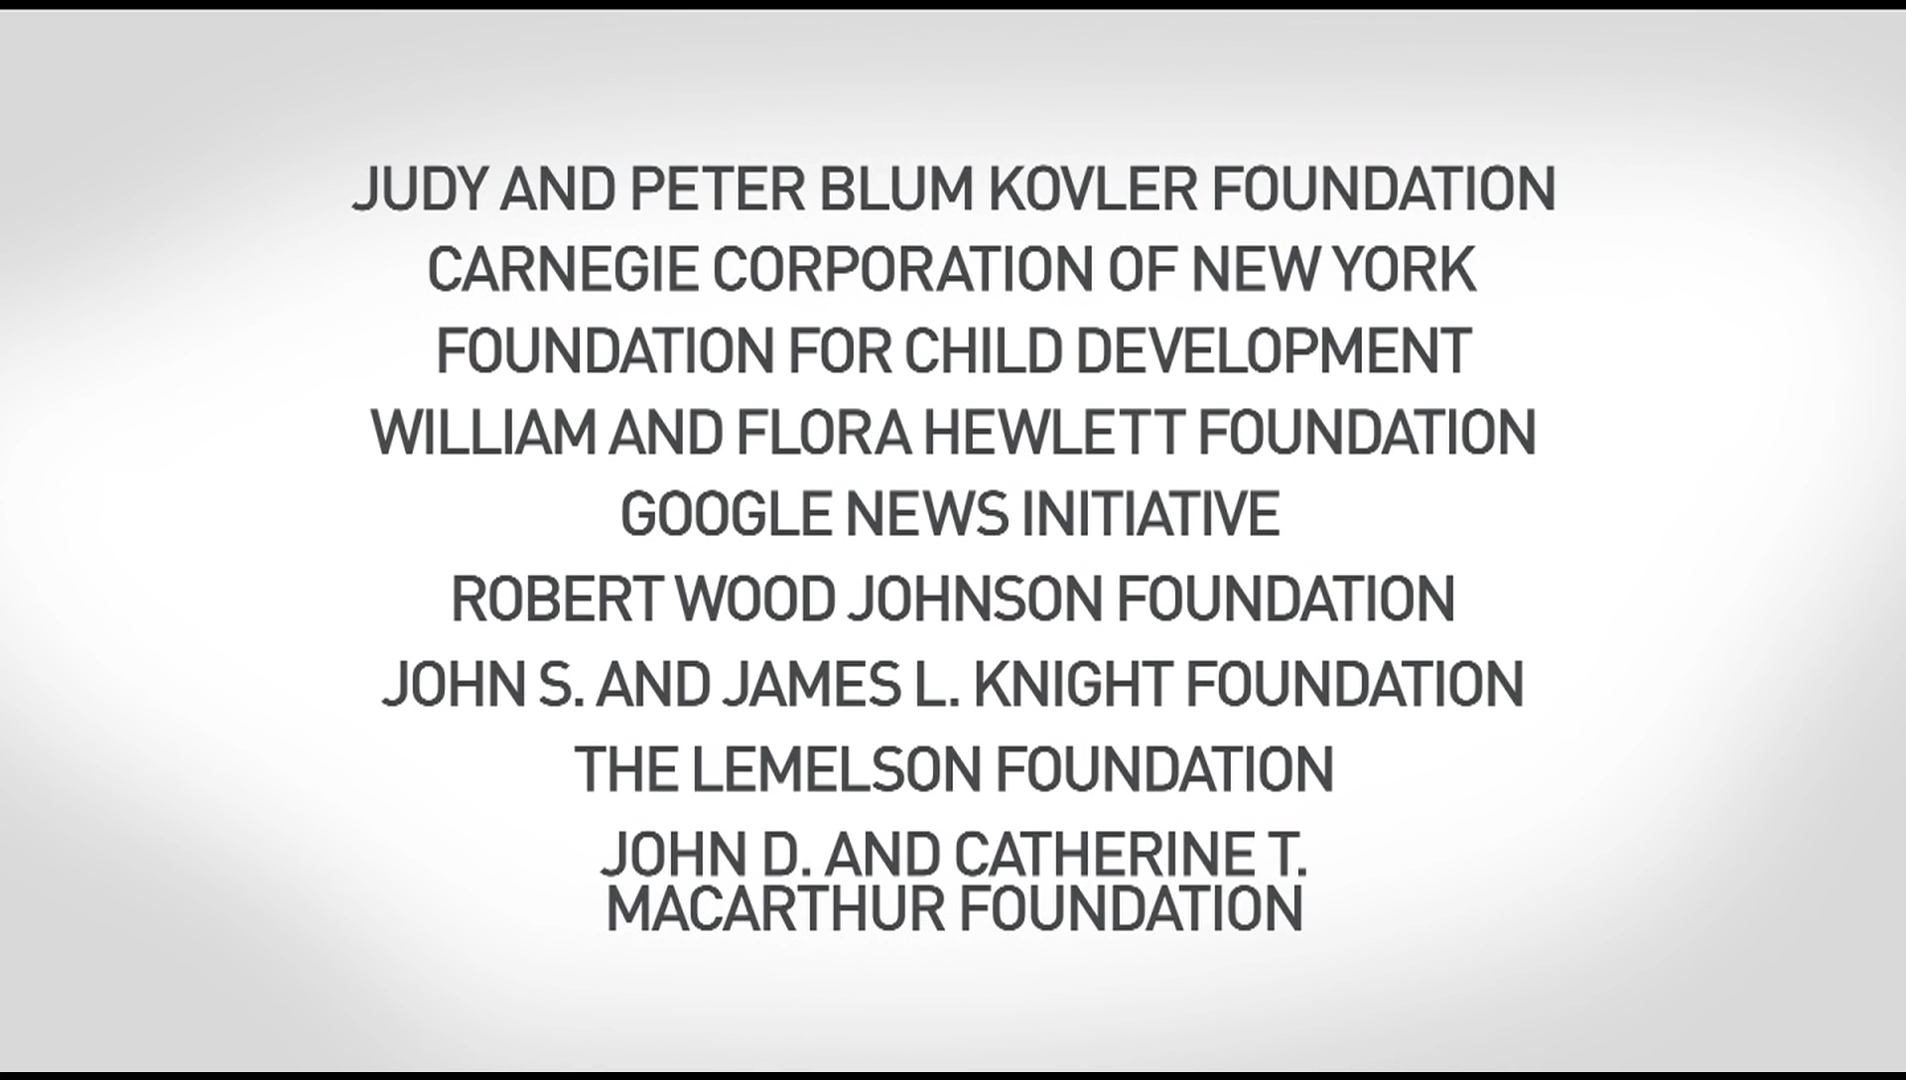 JUDY AND PETER BLUM KOVLER FOUNDATION
CARNEGIE CORPORATION OF NEW YORK
FOUNDATION FOR CHILD DEVELOPMENT
WILLIAM AND FLORA HEWLETT FOUNDATION
GOOGLE NEWS INITIATIVE
ROBERT WOOD JOHNSON FOUNDATION
JOHN S. AND JAMES L. KNIGHT FOUNDATION
THE LEMELSON FOUNDATION
JOHN D. AND CATHERINE T.
MACARTHUR FOUNDATION